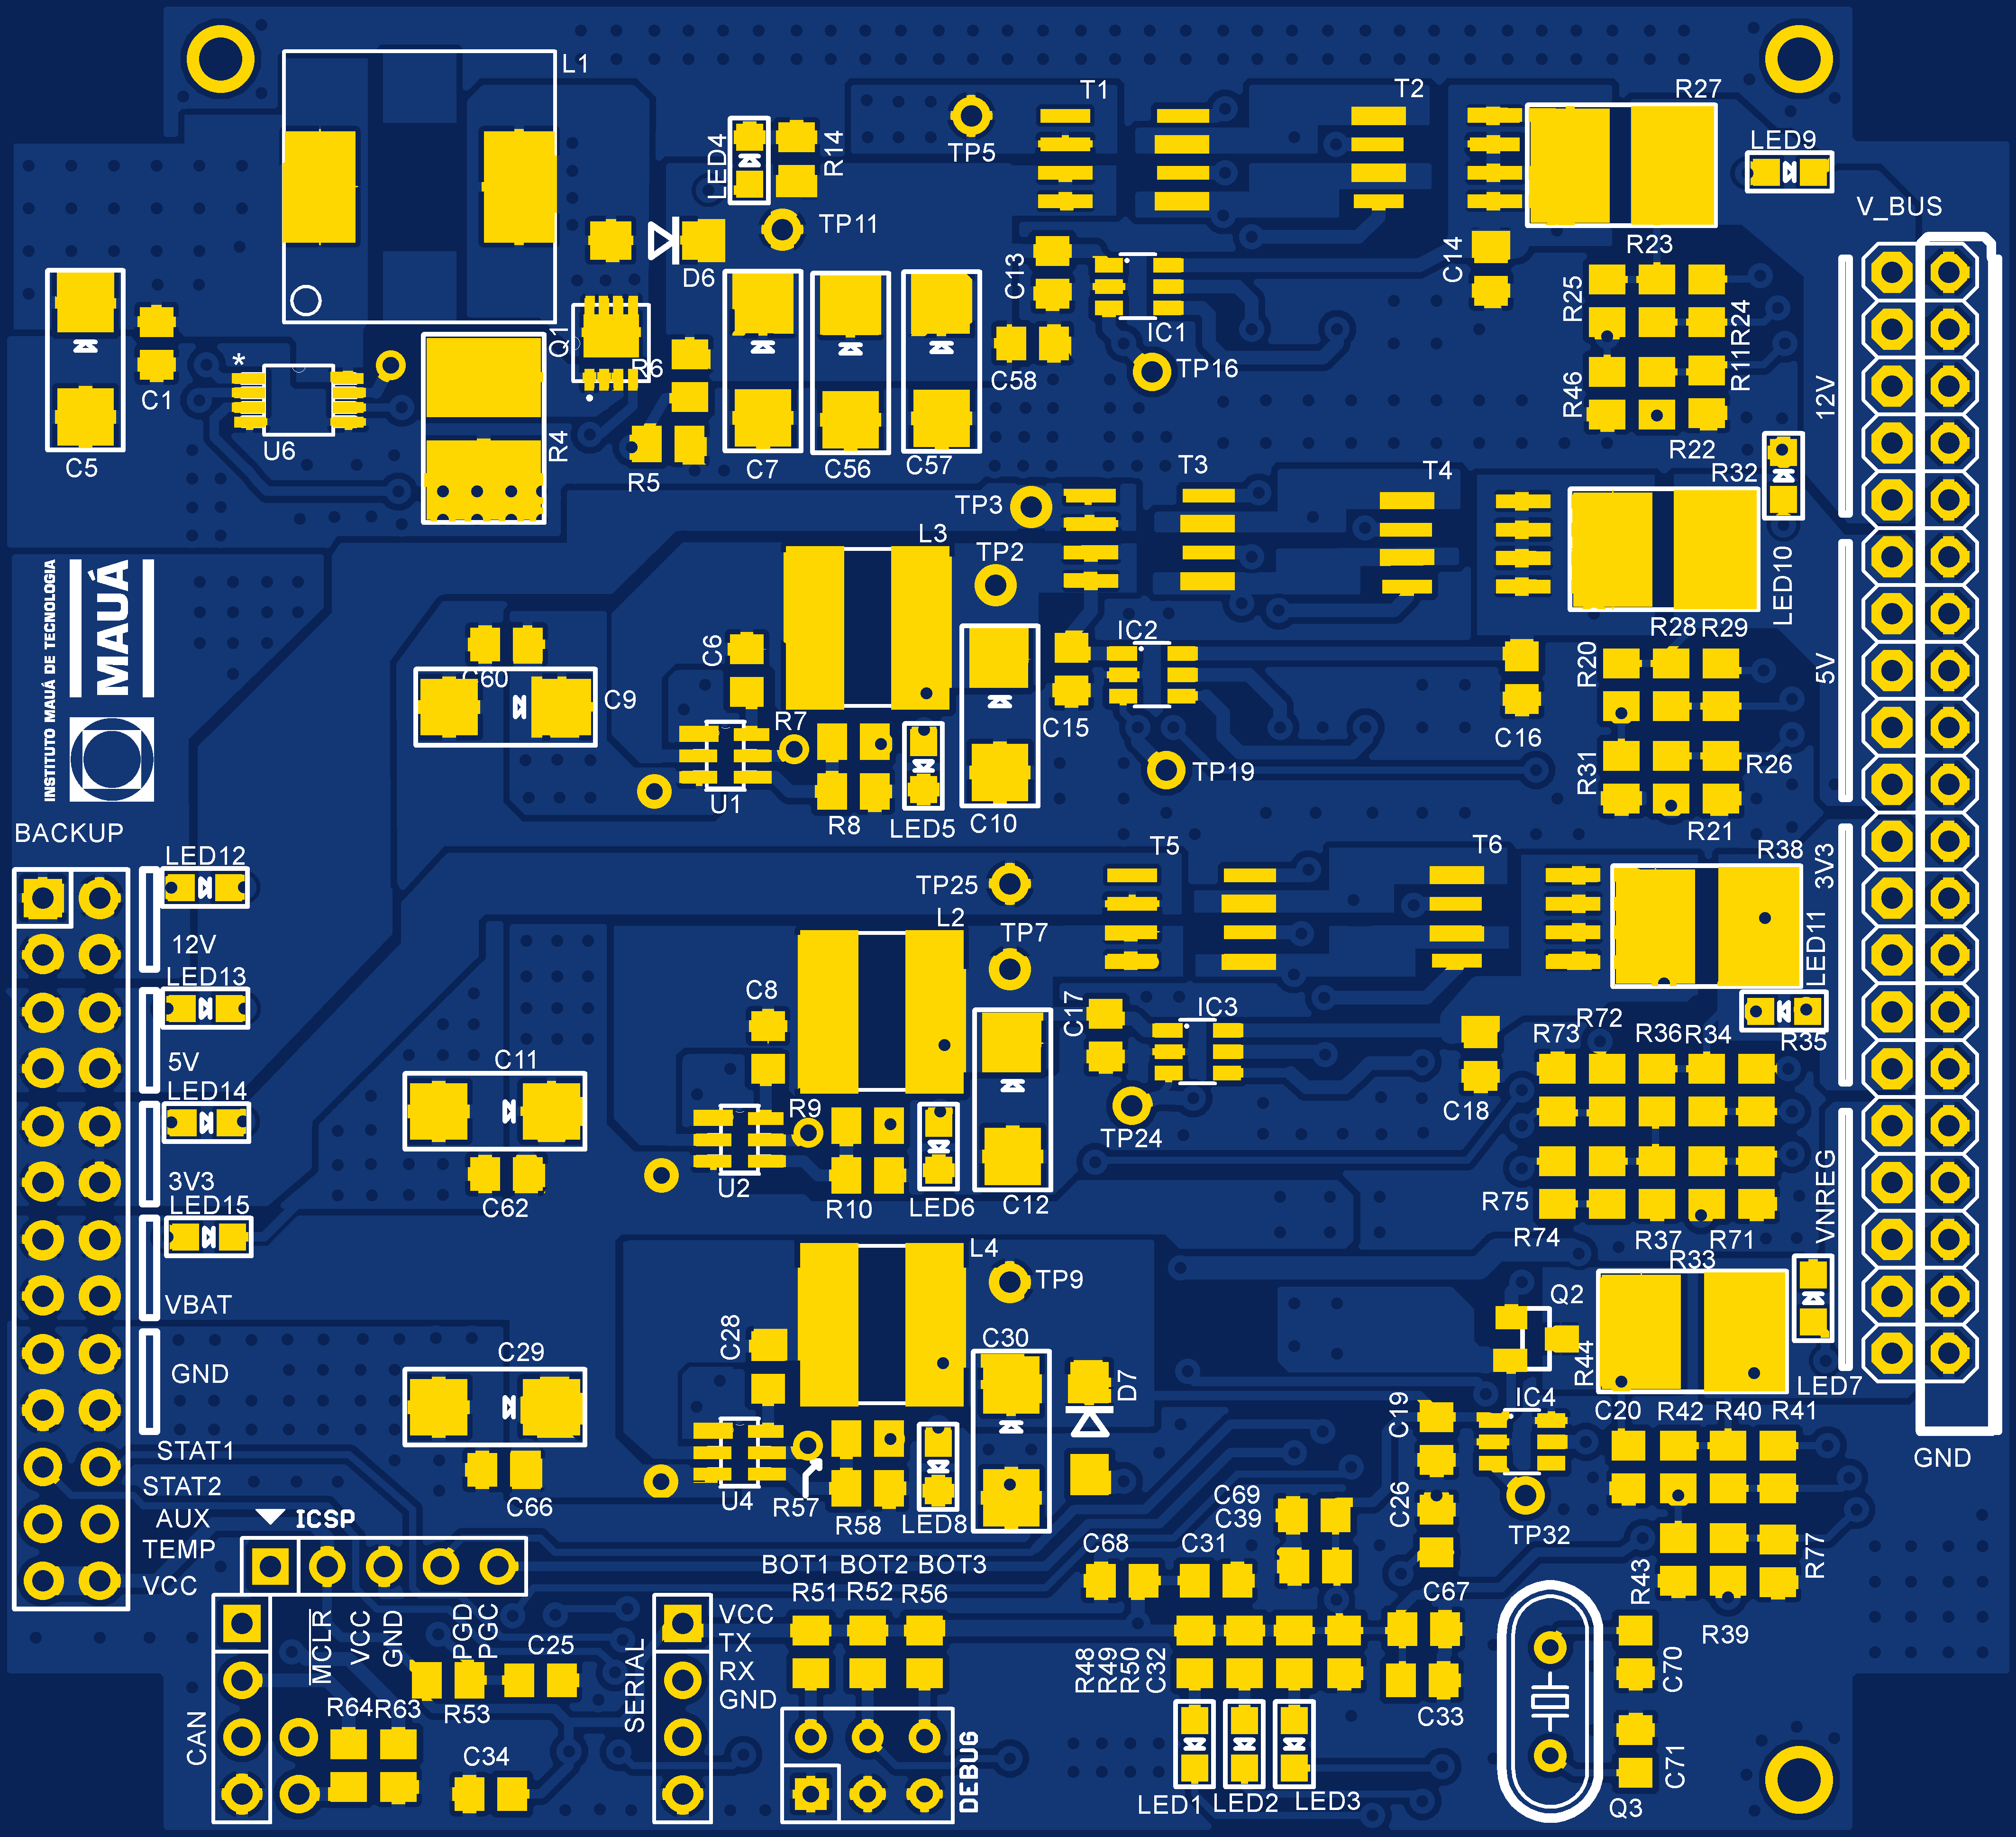 L1
T1
T2
R27
LED4
R14
TP5
LED9
TP11
V_BUS
D6
C13
C14
R23
R25
R24
IC1
Q1
R6
C58
TP16
R11
*
C1
12V
R46
U6
R4
R5
C5
C7
C56
C57
R22
T3
T4
R32
TP3
L3
TP2
LED10
INSTITUTO MAUÁ DE TECNOLOGIA
MAUÁ
C6
IC2
R28
R29
R20
C60
C9
5V
R7
C15
C16
TP19
R31
R26
U1
R8
LED5
C10
R21
BACKUP
LED12
T5
T6
R38
3V3
TP25
L2
TP7
12V
LED11
LED13
C8
C17
IC3
R73
R72
R36
R34
R35
5V
C11
LED14
R9
C18
TP24
3V3
U2
LED15
C62
R10
LED6
C12
R75
VNREG
R74
R37
R71
L4
R33
TP9
VBAT
Q2
C28
C30
C29
D7
R44
GND
LED7
C19
IC4
C20
R42
R40
R41
STAT1
GND
STAT2
C66
U4
R57
R58
LED8
C69
C39
C26
AUX
ICSP
TP32
TEMP
C68
C31
BOT1 BOT2 BOT3
VCC
R51
R52
R56
R43
R77
C67
MCLR
VCC
GND
PGD
PGC
VCC
TX
RX
GND
C25
R39
SERIAL
R48
R49
R50
C32
C70
R64
R63
R53
C33
CAN
C34
DEBUG
C71
LED1
LED2
LED3
Q3